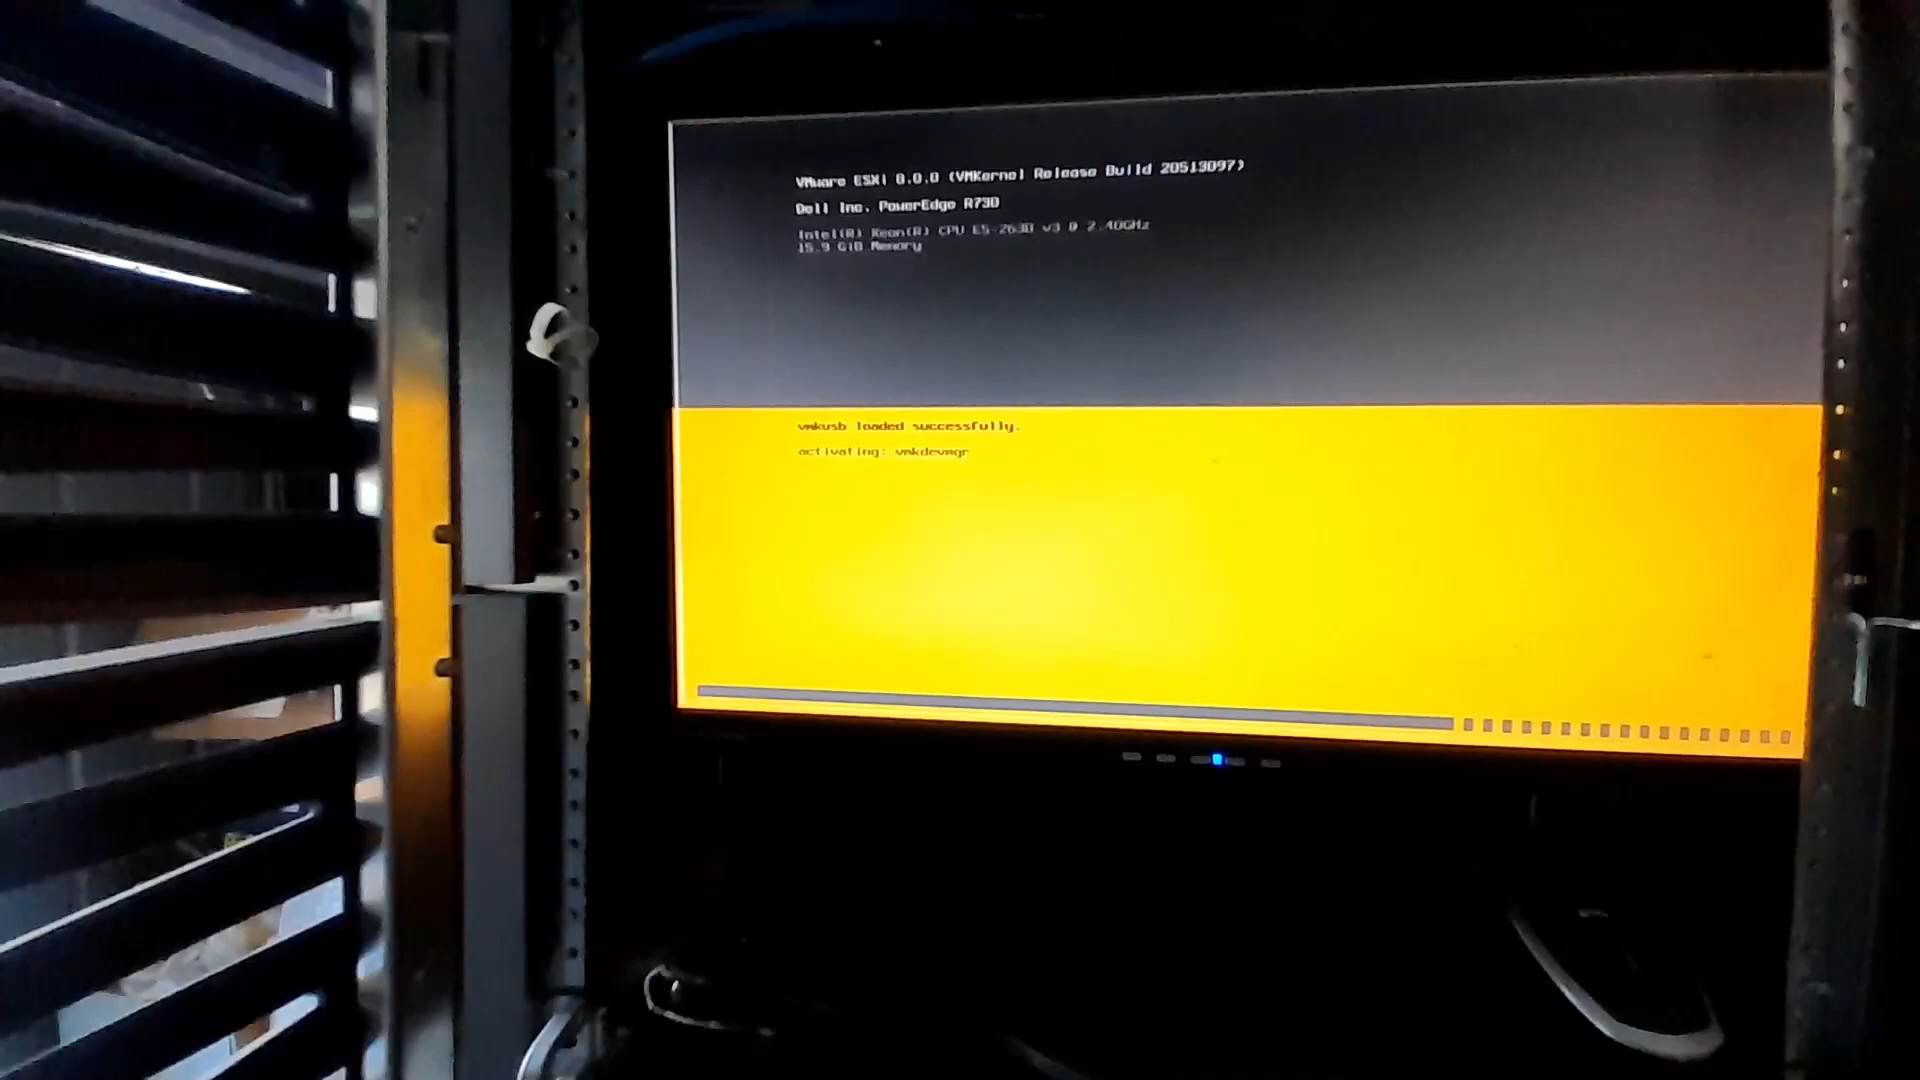 VMware ESXi 8.0.0 (VMKernel Release Build 20513097)
Dell Inc. PowerEdge R730
Intel(R) Xeon(R) CPU E5-2630 v3 @ 2.40GHz
15.9 GiB Memory
vmkusb loaded successfully.
activating: vmkdevmgr